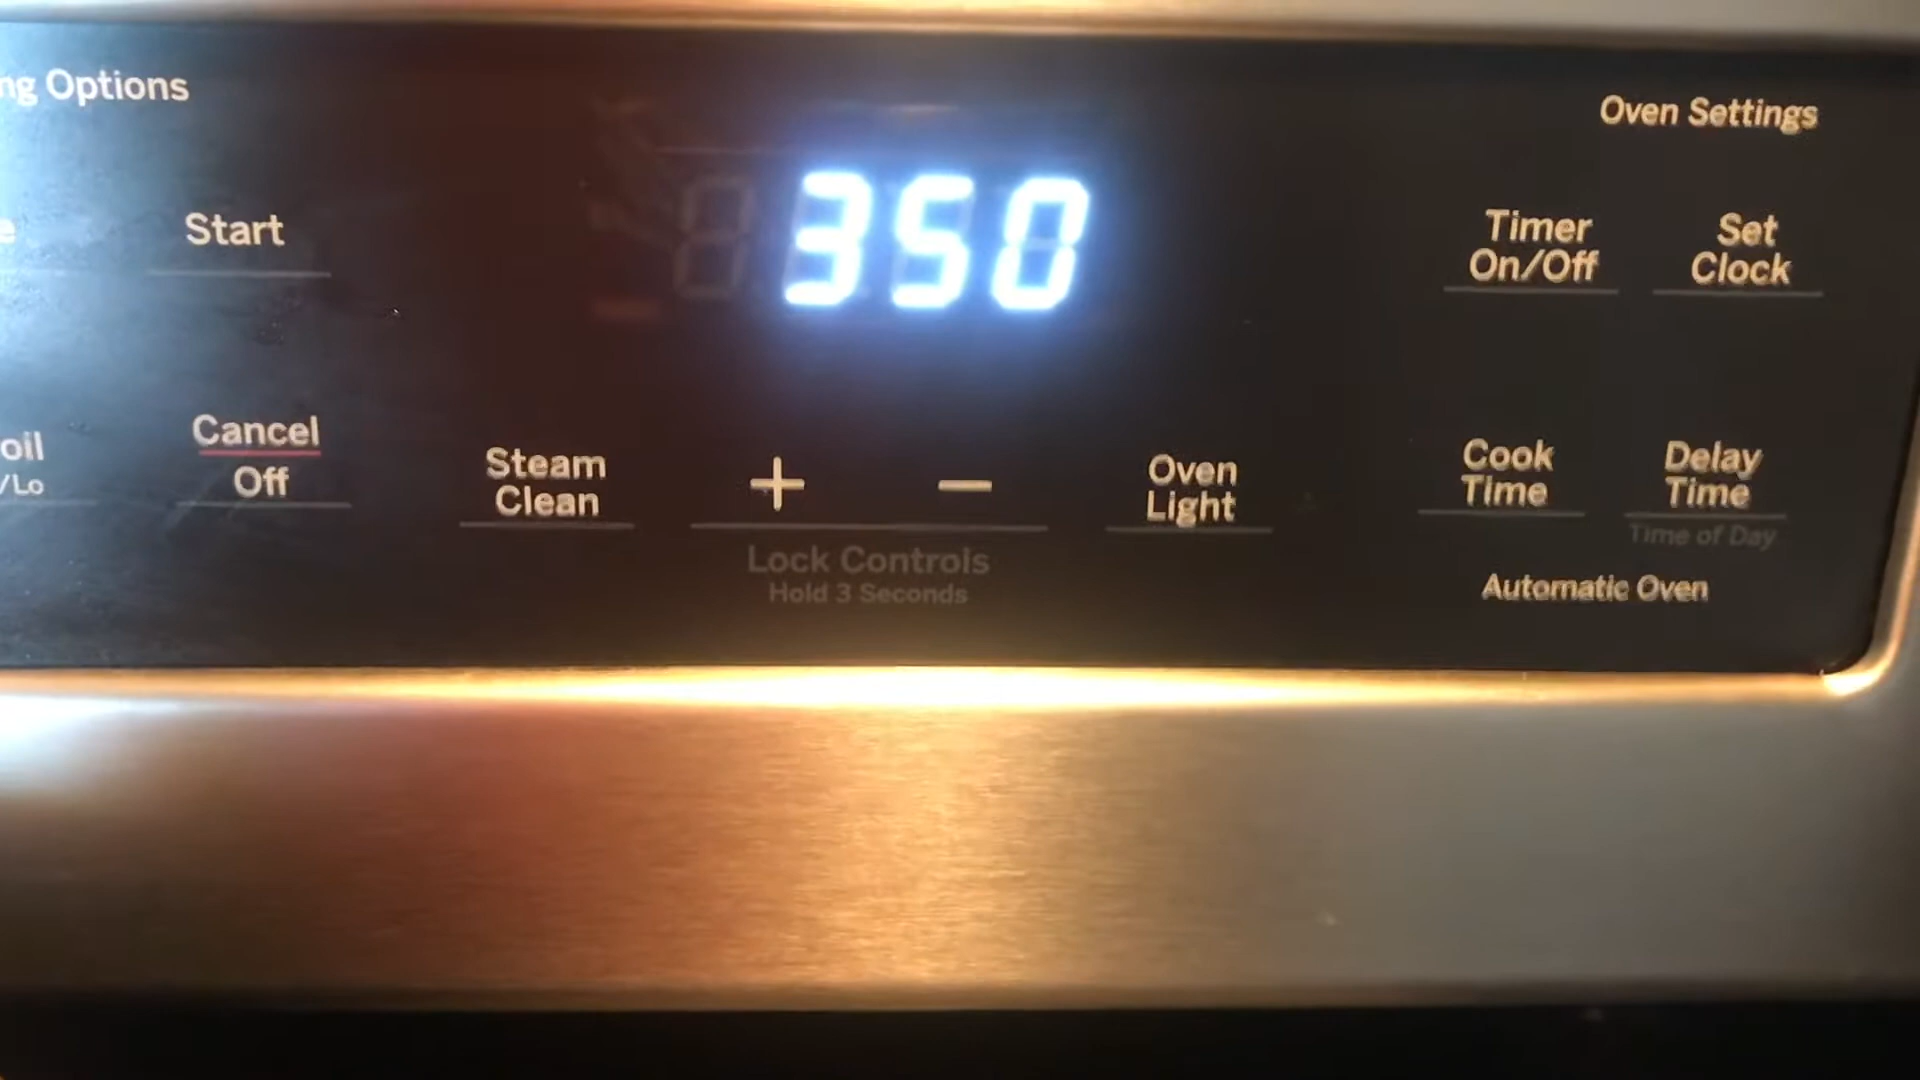 ng Options
Oven Settings
350
Start
Timer
On/Off
Set
Clock
Cancel
Off
oil
/Lo
Steam
Clean
+
−
Oven
Light
Cook
Time
Delay
Time
Time of Day
Lock Controls
Hold 3 Seconds
Automatic Oven